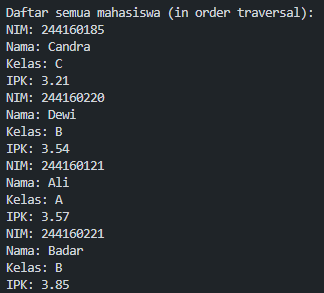 Daftar semua mahasiswa (in order traversal):
NIM: 244160185
Nama: Candra
Kelas: C
IPK: 3.21
NIM: 244160220
Nama: Dewi
Kelas: B
IPK: 3.54
NIM: 244160121
Nama: Ali
Kelas: A
IPK: 3.57
NIM: 244160221
Nama: Badar
Kelas: B
IPK: 3.85